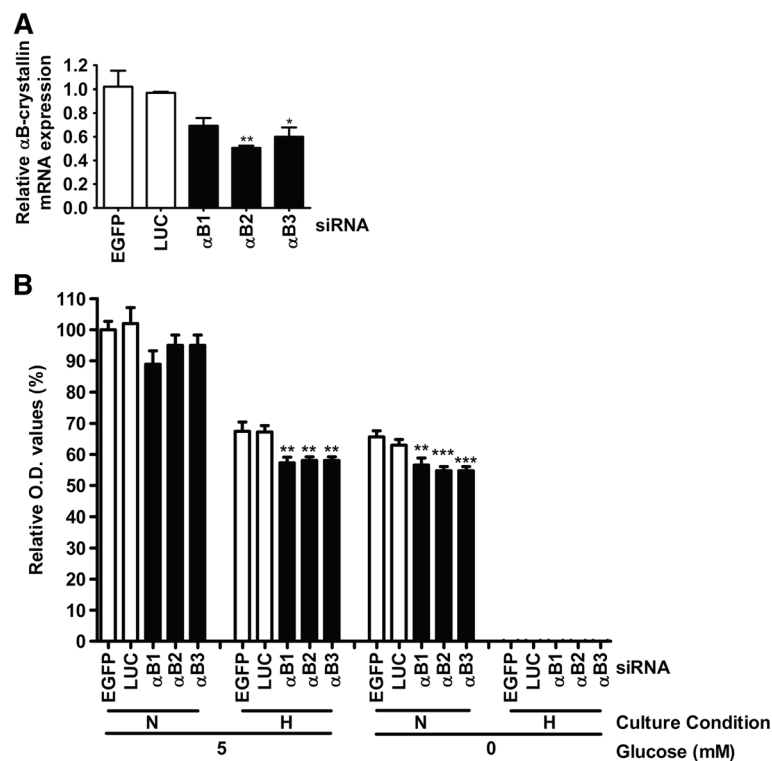 A
Relative αB-crystallin
mRNA expression
1.2
1.0
0.8
0.6
0.4
0.2
0.0
**
*
EGFP
LUC
αB1
αB2
αB3
siRNA
B
Relative O.D. values (%)
110
100
90
80
70
60
50
40
30
20
10
0
** ** **
** *** ***
EGFP LUC αB1 αB2 αB3 EGFP LUC αB1 αB2 αB3 EGFP LUC αB1 αB2 αB3 EGFP LUC αB1 αB2 αB3 siRNA
N H N H Culture Condition
5 0 Glucose (mM)